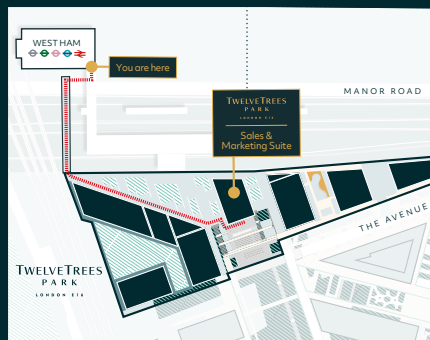 WEST HAM
You are here
MANOR ROAD
TWELVETREES
PARK
LONDON E16
Sales &
Marketing Suite
THE AVENUE
TWELVETREES
PARK
LONDON E16